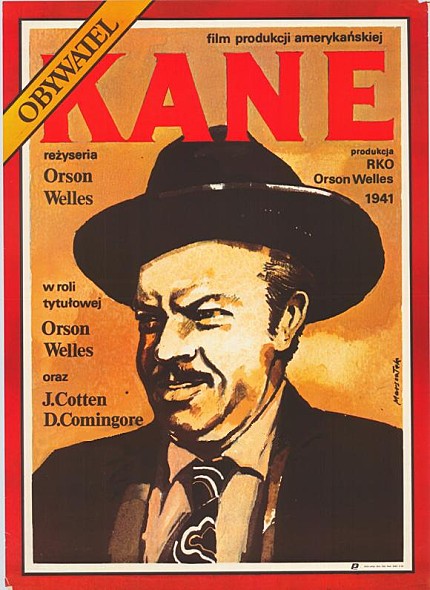 OBYWATEL
film produkcji amerykańskiej
KANE
reżyseria
Orson
Welles
produkcja
RKO
Orson Welles
1941
w roli
tytułowej
Orson
Welles
oraz
J.Cotten
D.Comingore